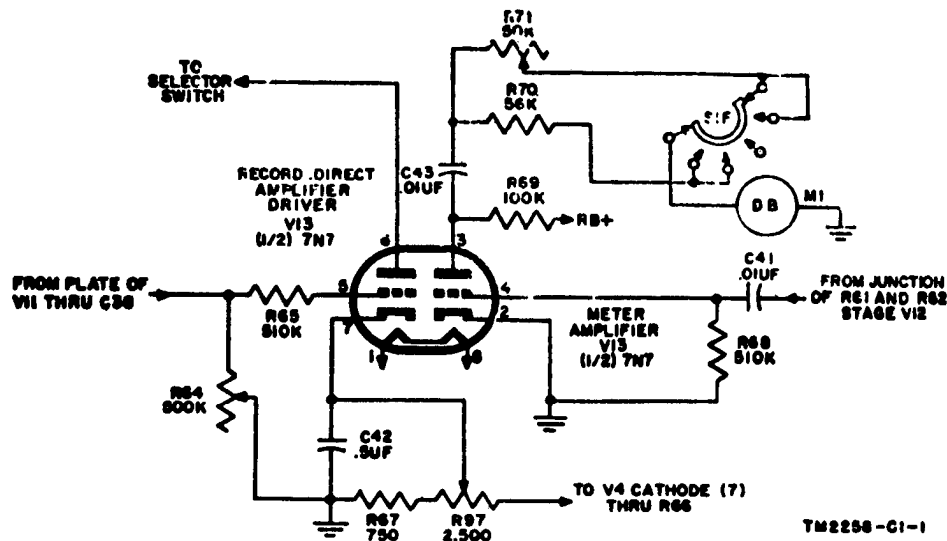 R71
50K
TO
SELECTOR
SWITCH
R70
56K
S1F
C43
.01UF
RECORD DIRECT
AMPLIFIER
DRIVER
V13
(1/2) 7N7
R69
100K
RB+
DB
M1
6
3
C41
.01UF
FROM PLATE OF
V11 THRU C38
5
4
FROM JUNCTION
OF R61 AND R62
STAGE V12
R65
510K
7
2
METER
AMPLIFIER
V13
(1/2) 7N7
1
8
R68
510K
R64
500K
C42
.5UF
TO V4 CATHODE (7)
THRU R66
R67
750
R97
2,500
TM2258-C1-1